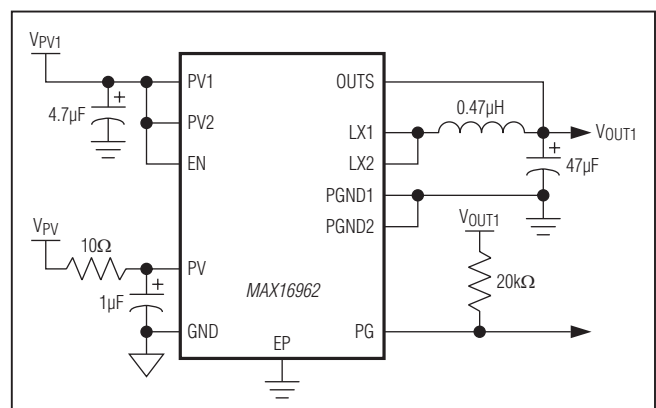 VPV1
PV1
PV2
EN
4.7µF
+
VPV
10Ω
PV
+
1µF
GND
MAX16962
EP
OUTS
LX1
LX2
0.47µH
VOUT1
+
47µF
PGND1
PGND2
VOUT1
20kΩ
PG